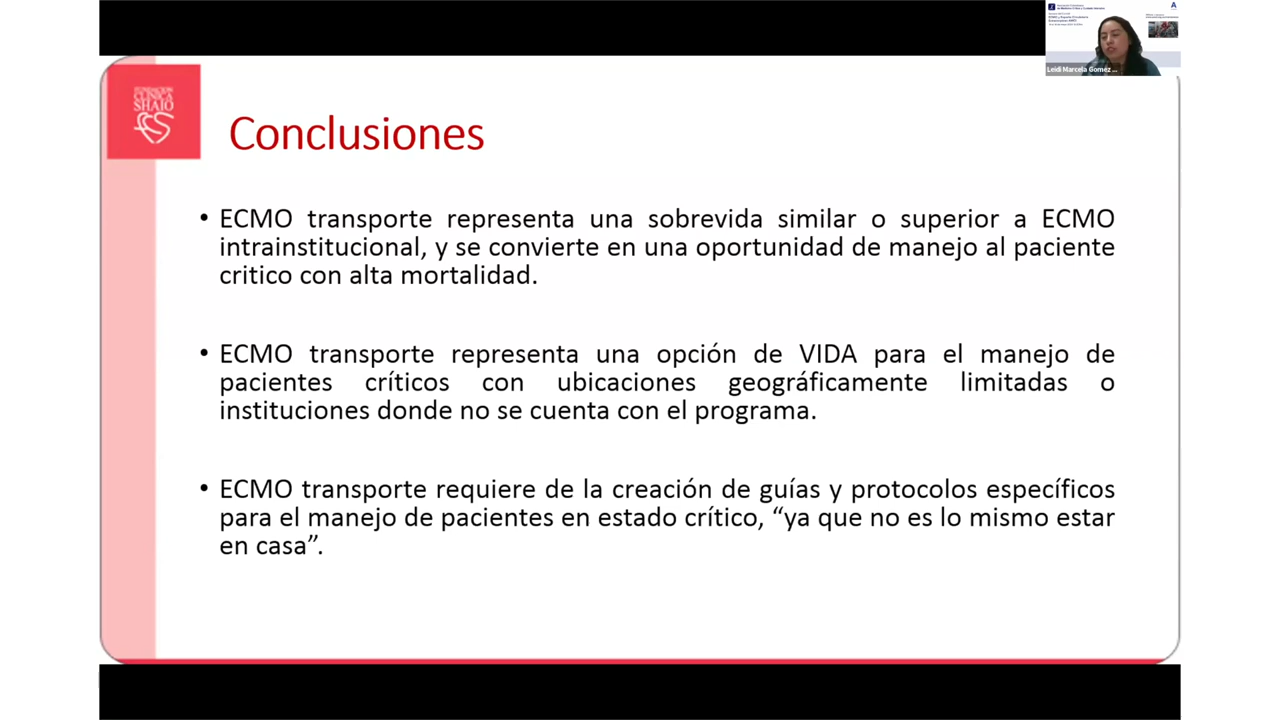 FUNDACION
CLINICA
SHAIO
Conclusiones
• ECMO transporte representa una sobrevida similar o superior a ECMO
intrainstitucional, y se convierte en una oportunidad de manejo al paciente
critico con alta mortalidad.
• ECMO transporte representa una opción de VIDA para el manejo de
pacientes críticos con ubicaciones geográficamente limitadas o
instituciones donde no se cuenta con el programa.
• ECMO transporte requiere de la creación de guías y protocolos específicos
para el manejo de pacientes en estado crítico, “ya que no es lo mismo estar
en casa”.
Leidi Marcela Gomez ...